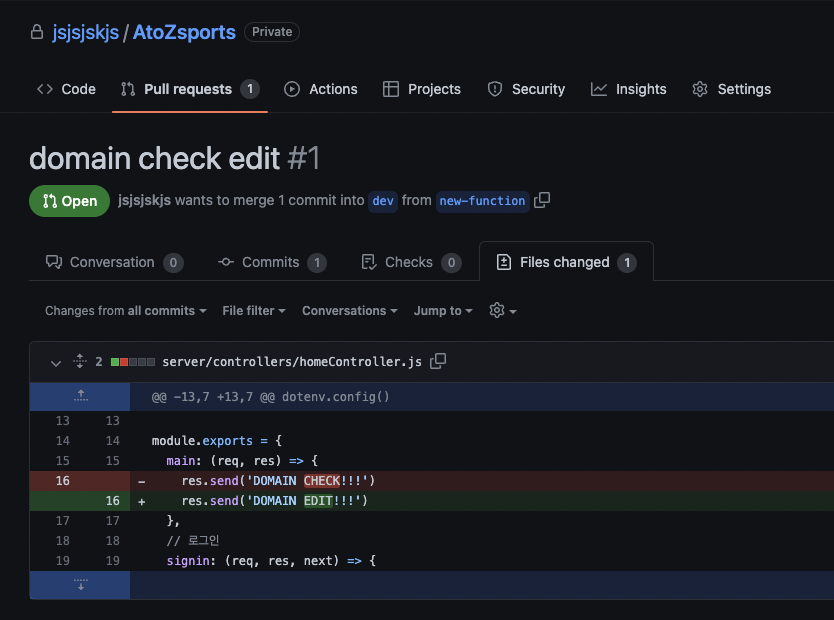 jsjsjskjs / AtoZsports Private
Code Pull requests 1 Actions Projects Security Insights Settings
domain check edit #1
Open jsjsjskjs wants to merge 1 commit into dev from new-function
Conversation 0 Commits 1 Checks 0 Files changed 1
Changes from all commits File filter Conversations Jump to
2 server/controllers/homeController.js
@@ -13,7 +13,7 @@ dotenv.config()
13 13
14 14 module.exports = {
15 15 main: (req, res) => {
16 - res.send('DOMAIN CHECK!!!')
16 + res.send('DOMAIN EDIT!!!')
17 17 },
18 18 // 로그인
19 19 signin: (req, res, next) => {